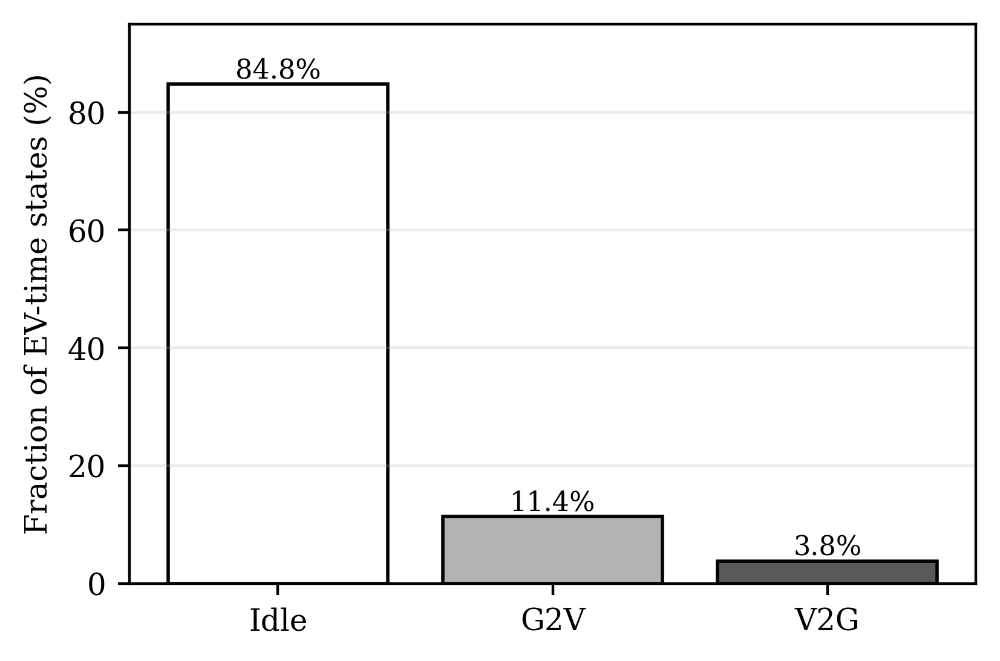 Fraction of EV-time states (%)
80
60
40
20
0
84.8%
11.4%
3.8%
Idle
G2V
V2G